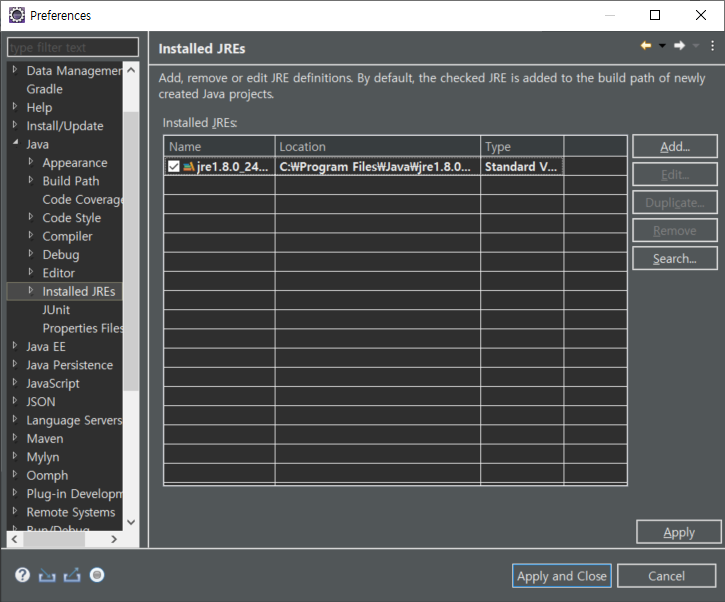 Preferences
type filter text
Data Managemen
Gradle
Help
Install/Update
Java
Appearance
Build Path
Code Coverage
Code Style
Compiler
Debug
Editor
Installed JREs
JUnit
Properties Files
Java EE
Java Persistence
JavaScript
JSON
Language Servers
Maven
Mylyn
Oomph
Plug-in Developm
Remote Systems
Run/Debug
Installed JREs
Add, remove or edit JRE definitions. By default, the checked JRE is added to the build path of newly
created Java projects.
Installed JREs:
Name Location Type
jre1.8.0_24... C:₩Program Files₩Java₩jre1.8.0... Standard V...
Add...
Edit...
Duplicate...
Remove
Search...
Apply
Apply and Close Cancel